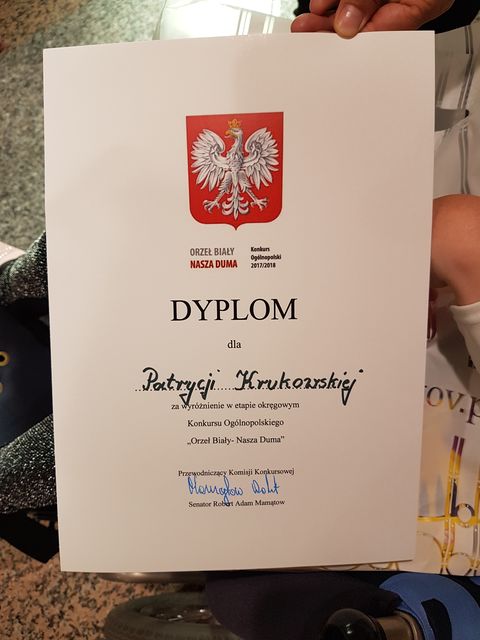 ORZEŁ BIAŁY
NASZA DUMA
Konkurs
Ogólnopolski
2017/2018
DYPLOM
dla
Patrycji Krukowskiej
za wyróżnienie w etapie okręgowym
Konkursu Ogólnopolskiego
„Orzeł Biały- Nasza Duma”
Przewodniczący Komisji Konkursowej
Senator Robert Adam Mamątow
ov.p